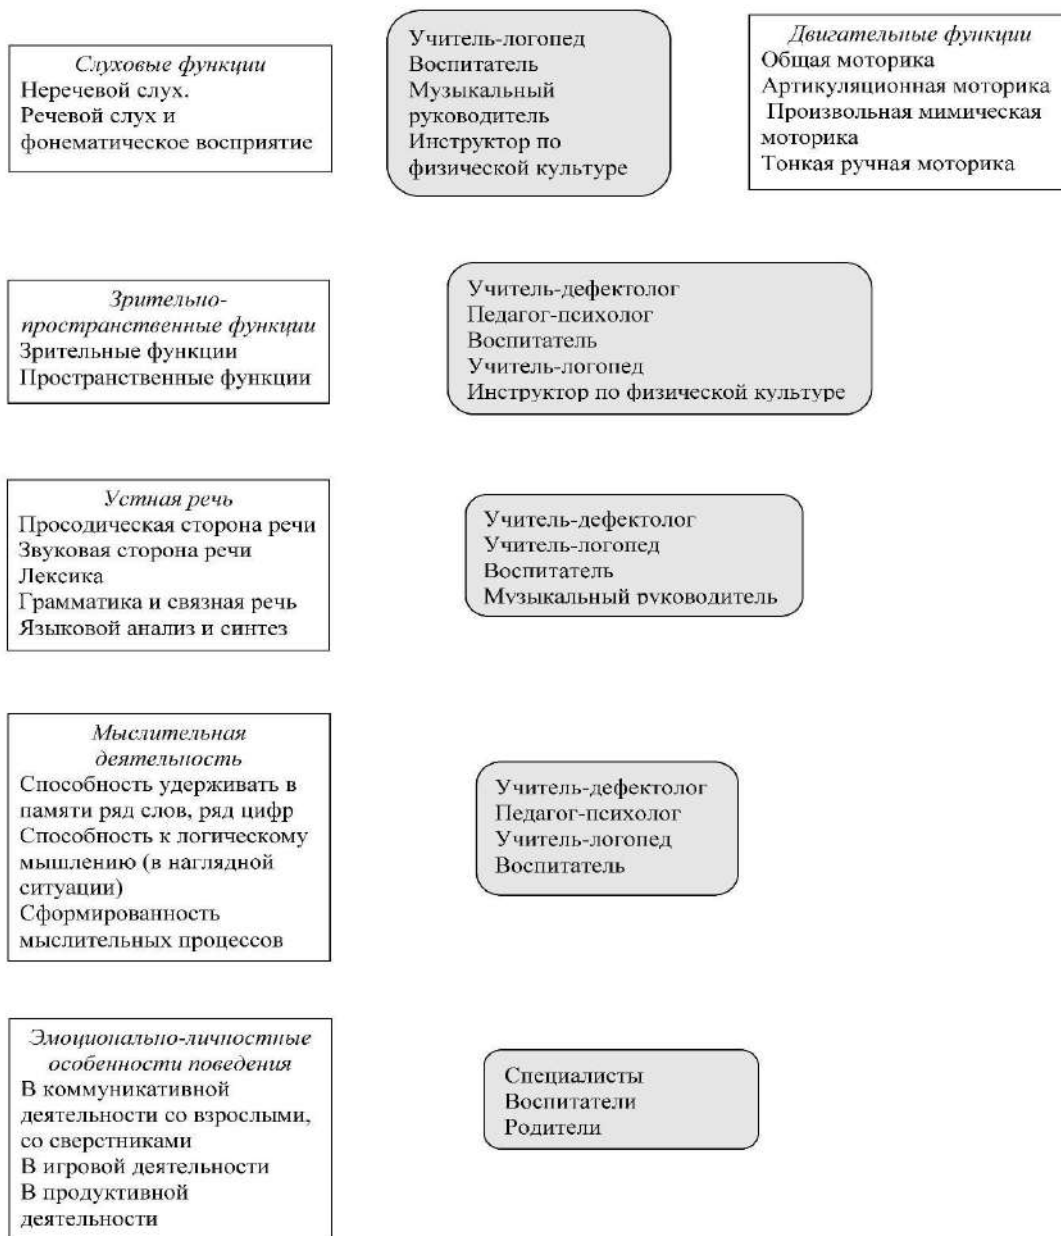 Слуховые функции
Неречевой слух.
Речевой слух и
фонематическое восприятие
Учитель-логопед
Воспитатель
Музыкальный
руководитель
Инструктор по
физической культуре
Двигательные функции
Общая моторика
Артикуляционная моторика
Произвольная мимическая
моторика
Тонкая ручная моторика
Зрительно-
пространственные функции
Зрительные функции
Пространственные функции
Учитель-дефектолог
Педагог-психолог
Воспитатель
Учитель-логопед
Инструктор по физической культуре
Устная речь
Просодическая сторона речи
Звуковая сторона речи
Лексика
Грамматика и связная речь
Языковой анализ и синтез
Учитель-дефектолог
Учитель-логопед
Воспитатель
Музыкальный руководитель
Мыслительная
деятельность
Способность удерживать в
памяти ряд слов, ряд цифр
Способность к логическому
мышлению (в наглядной
ситуации)
Сформированность
мыслительных процессов
Учитель-дефектолог
Педагог-психолог
Учитель-логопед
Воспитатель
Эмоционально-личностные
особенности поведения
В коммуникативной
деятельности со взрослыми,
со сверстниками
В игровой деятельности
В продуктивной
деятельности
Специалисты
Воспитатели
Родители